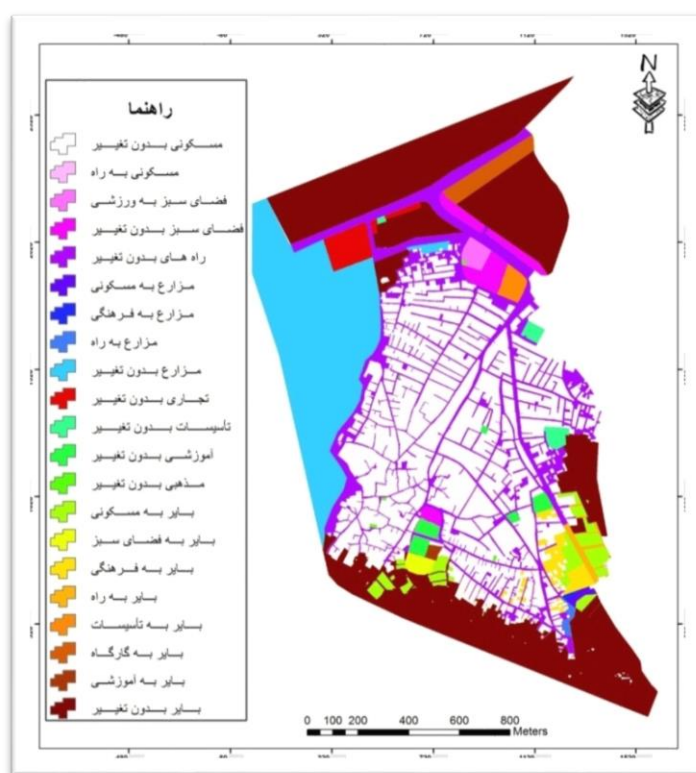 N
راهنما
مسکونی بدون تغییر
مسکونی به راه
فضای سبز به ورزشی
فضای سبز بدون تغییر
راه های بدون تغییر
مزارع به مسکونی
مزارع به فرهنگی
مزارع به راه
مزارع بدون تغییر
تجاری بدون تغییر
تأسیسات بدون تغییر
آموزشی بدون تغییر
مذهبی بدون تغییر
بایر به مسکونی
بایر به فضای سبز
بایر به فرهنگی
بایر به راه
بایر به تأسیسات
بایر به گارگاه
بایر به آموزشی
بایر بدون تغییر
0 100 200 400 600 800
Meters